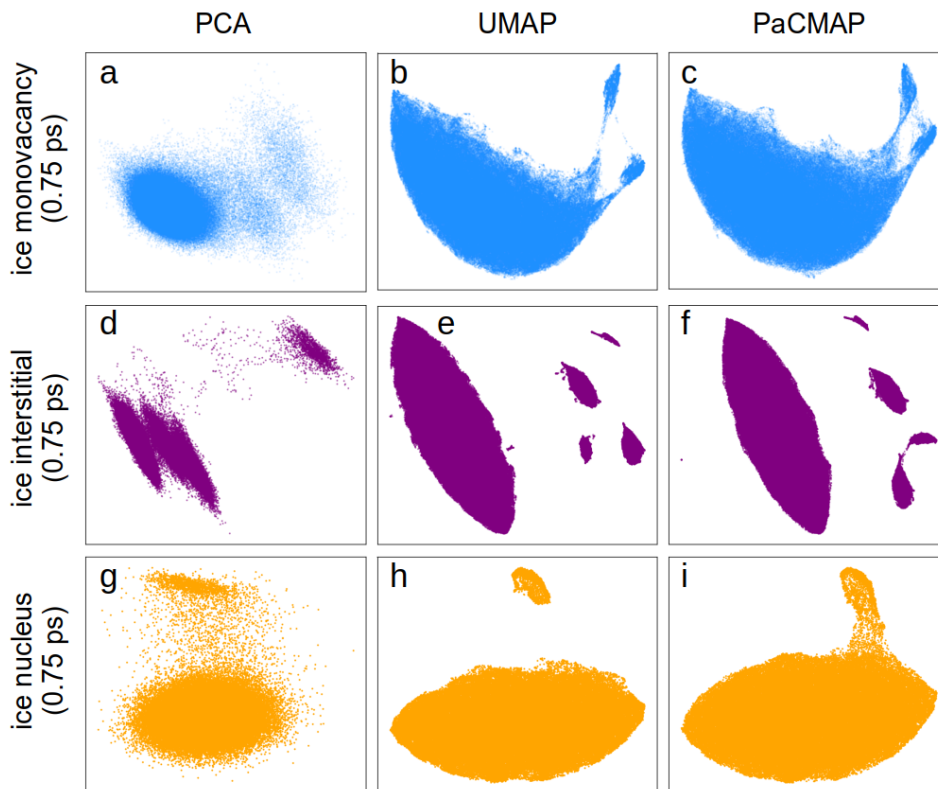 PCA
UMAP
PaCMAP
ice monovacancy
(0.75 ps)
a
b
c
ice interstitial
(0.75 ps)
d
e
f
ice nucleus
(0.75 ps)
g
h
i